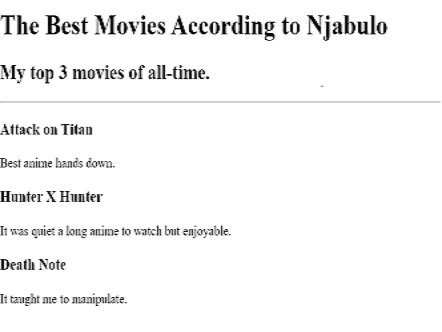 The Best Movies According to Njabulo
My top 3 movies of all-time.
Attack on Titan
Best anime hands down.
Hunter X Hunter
It was quiet a long anime to watch but enjoyable.
Death Note
It taught me to manipulate.